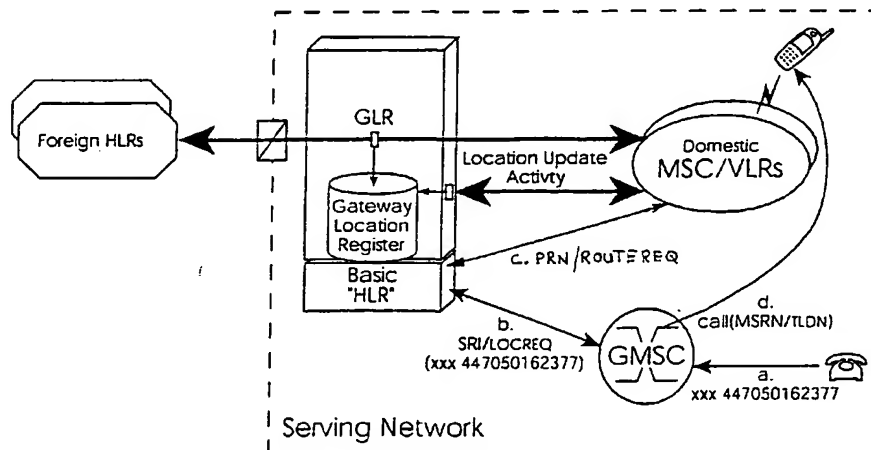 GLR
Foreign HLRs
Domestic
MSC/VLRs
Location Update
Activty
Gateway
Location
Register
c. PRN/ROUTEREQ
Basic
"HLR"
b.
SRI/LOCREQ
(xxx 447050162377)
d.
call(MSRN/TLDN)
GMSC
a.
xxx 447050162377
Serving Network